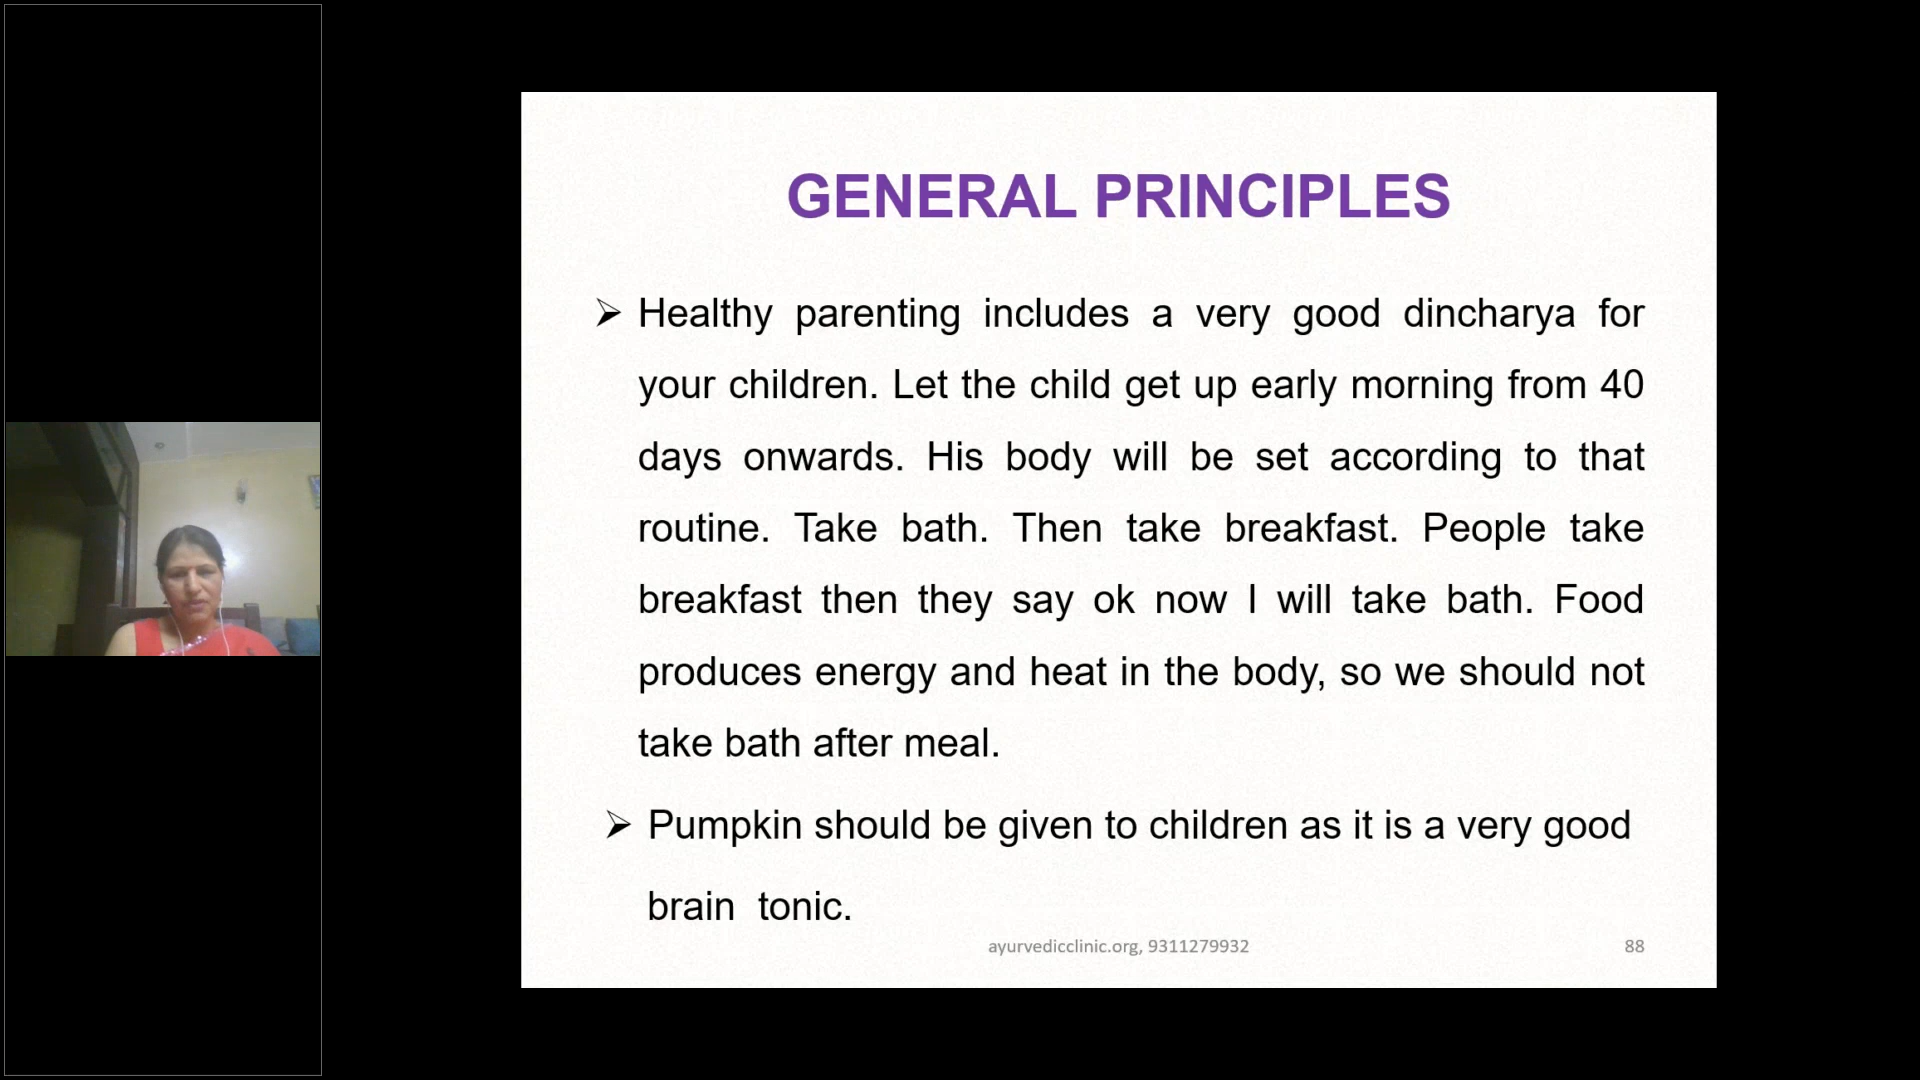 GENERAL PRINCIPLES
➢ Healthy parenting includes a very good dincharya for
your children. Let the child get up early morning from 40
days onwards. His body will be set according to that
routine. Take bath. Then take breakfast. People take
breakfast then they say ok now I will take bath. Food
produces energy and heat in the body, so we should not
take bath after meal.
➢ Pumpkin should be given to children as it is a very good
brain tonic.
ayurvedicclinic.org, 9311279932 88